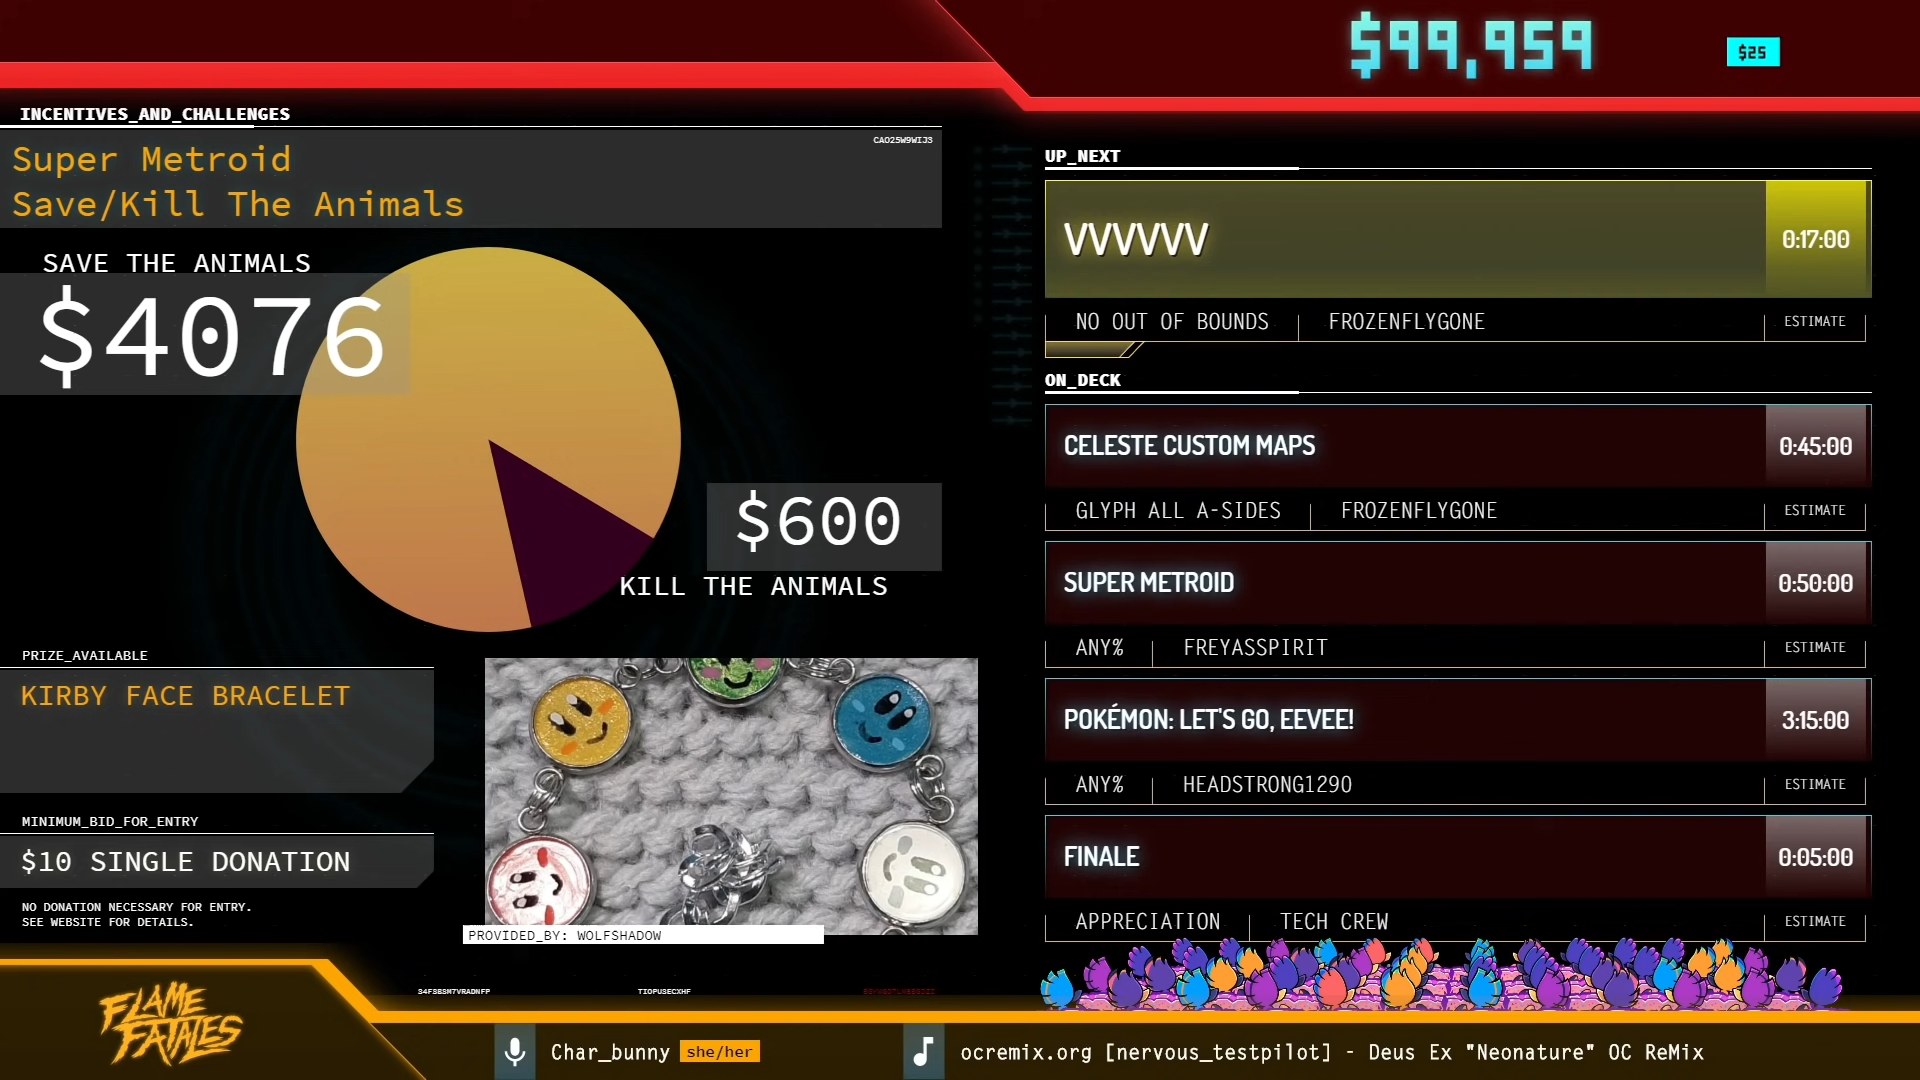 $99,959
$25
INCENTIVES_AND_CHALLENGES
CAO25W9WIJ3
Super Metroid
Save/Kill The Animals
SAVE THE ANIMALS
$4076
$600
KILL THE ANIMALS
PRIZE_AVAILABLE
KIRBY FACE BRACELET
MINIMUM_BID_FOR_ENTRY
$10 SINGLE DONATION
NO DONATION NECESSARY FOR ENTRY.
SEE WEBSITE FOR DETAILS.
PROVIDED_BY: WOLFSHADOW
UP_NEXT
VVVVVV
0:17:00
NO OUT OF BOUNDS FROZENFLYGONE ESTIMATE
ON_DECK
CELESTE CUSTOM MAPS
0:45:00
GLYPH ALL A-SIDES FROZENFLYGONE ESTIMATE
SUPER METROID
0:50:00
ANY% FREYASSPIRIT ESTIMATE
POKÉMON: LET'S GO, EEVEE!
3:15:00
ANY% HEADSTRONG1290 ESTIMATE
FINALE
0:05:00
APPRECIATION TECH CREW ESTIMATE
S4FSBSM7VRADNFP
TIOPUSECXHF
FLAME
FATALES
Char_bunny she/her
ocremix.org [nervous_testpilot] - Deus Ex "Neonature" OC ReMix